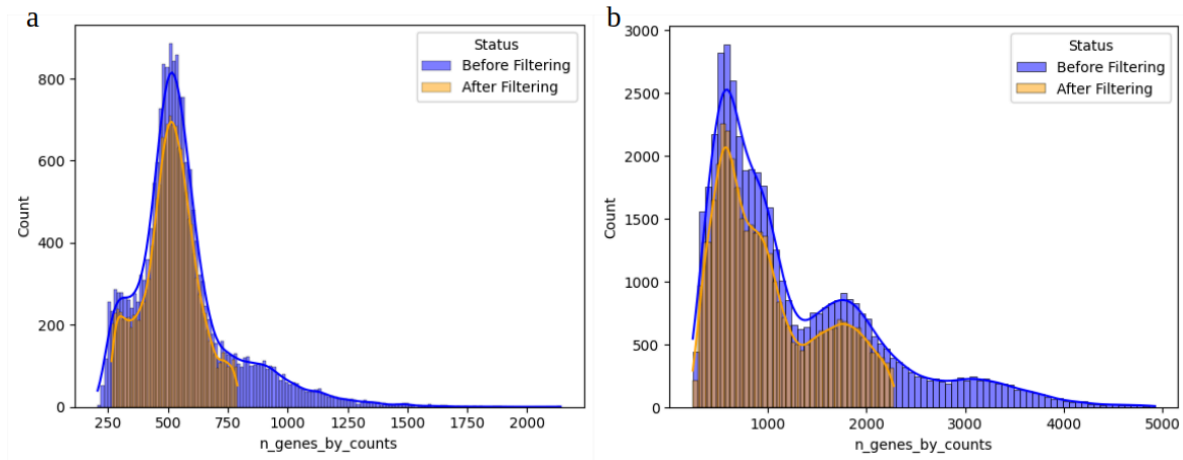 a
Status
Before Filtering
After Filtering
800
600
400
200
0
Count
250 500 750 1000 1250 1500 1750 2000
n_genes_by_counts
b
Status
Before Filtering
After Filtering
3000
2500
2000
1500
1000
500
0
Count
1000 2000 3000 4000 5000
n_genes_by_counts